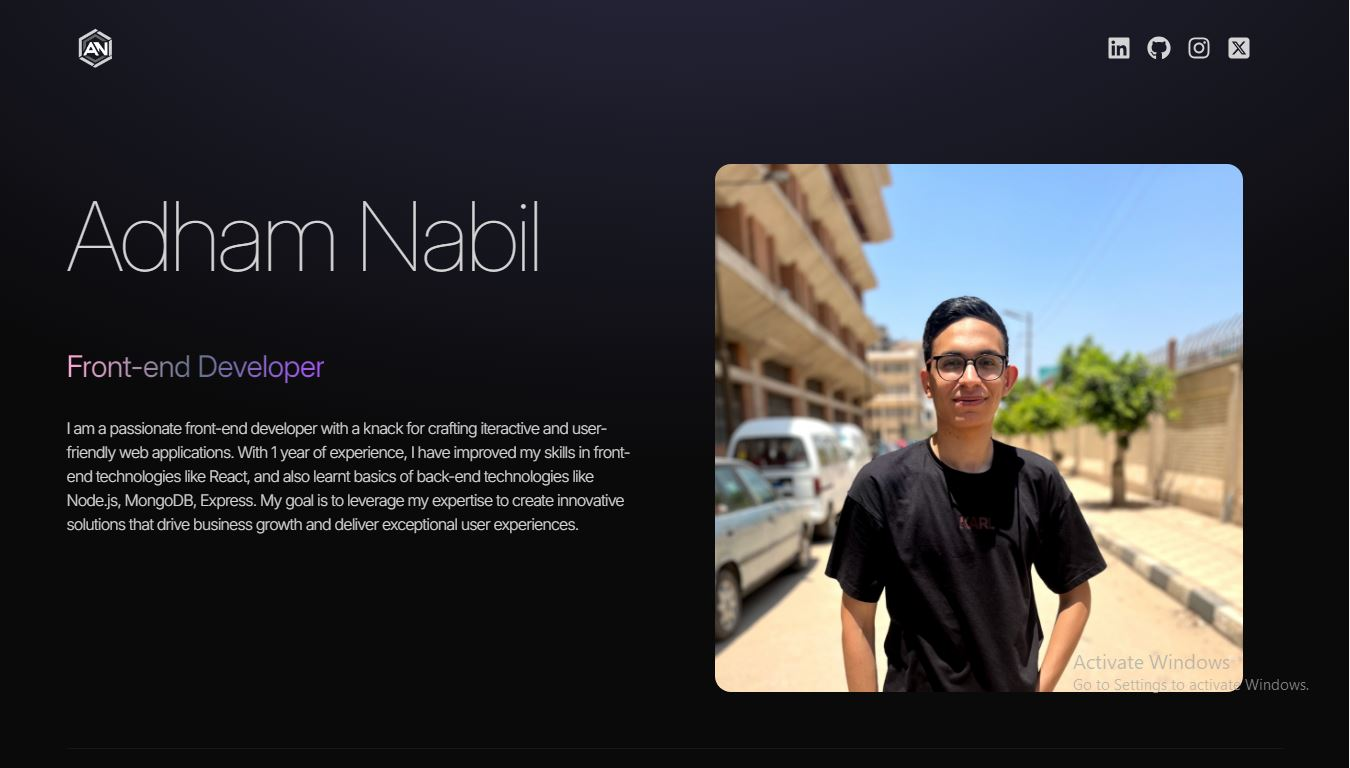 AN
Adham Nabil
Front-end Developer
I am a passionate front-end developer with a knack for crafting iteractive and user-
friendly web applications. With 1 year of experience, I have improved my skills in front-
end technologies like React, and also learnt basics of back-end technologies like
Node.js, MongoDB, Express. My goal is to leverage my expertise to create innovative
solutions that drive business growth and deliver exceptional user experiences.
KARL
Activate Windows
Go to Settings to activate Windows.